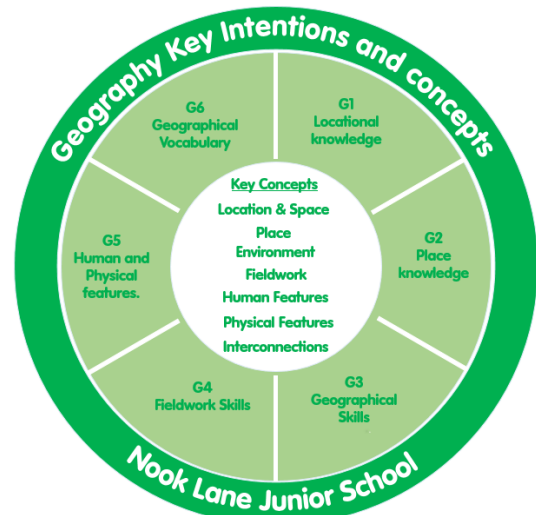 Geography Key Intentions and concepts
G6
Geographical
Vocabulary
G1
Locational
knowledge
G5
Human and
Physical
features.
G2
Place
knowledge
Key Concepts
Location & Space
Place
Environment
Fieldwork
Human Features
Physical Features
Interconnections
G4
Fieldwork Skills
G3
Geographical
Skills
Nook Lane Junior School